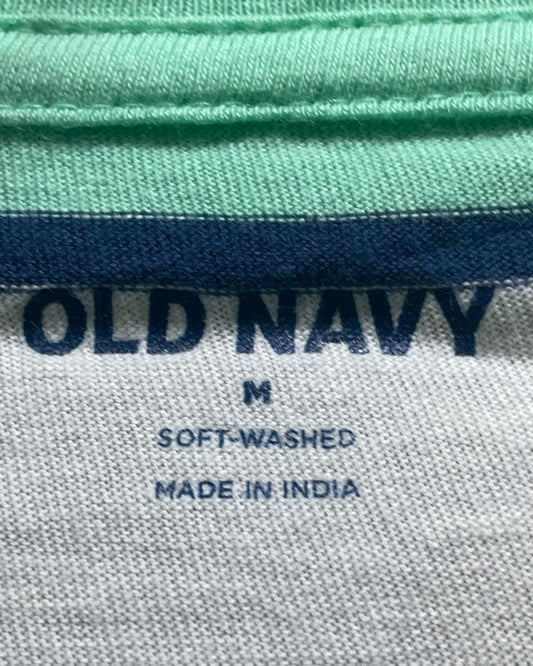 OLD NAVY
M
SOFT-WASHED
MADE IN INDIA